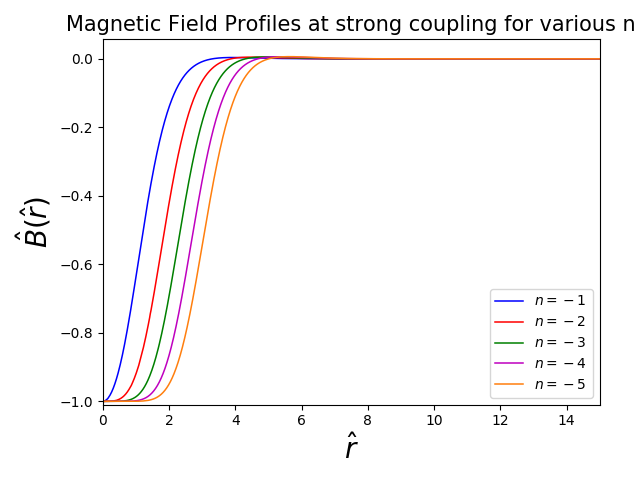 Magnetic Field Profiles at strong coupling for various n
0.0
−0.2
−0.4
−0.6
−0.8
−1.0
B̂(r̂)
0 2 4 6 8 10 12 14
r̂
n = −1
n = −2
n = −3
n = −4
n = −5